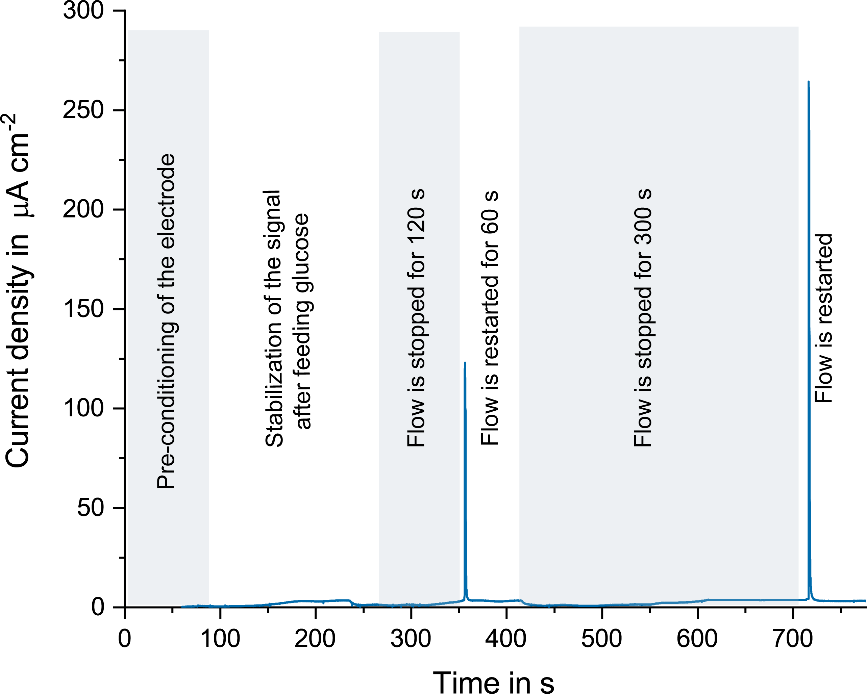 300
250
200
150
100
50
0
Current density in µA cm-2
Pre-conditioning of the electrode
Stabilization of the signal
after feeding glucose
Flow is stopped for 120 s
Flow is restarted for 60 s
Flow is stopped for 300 s
Flow is restarted
0 100 200 300 400 500 600 700
Time in s